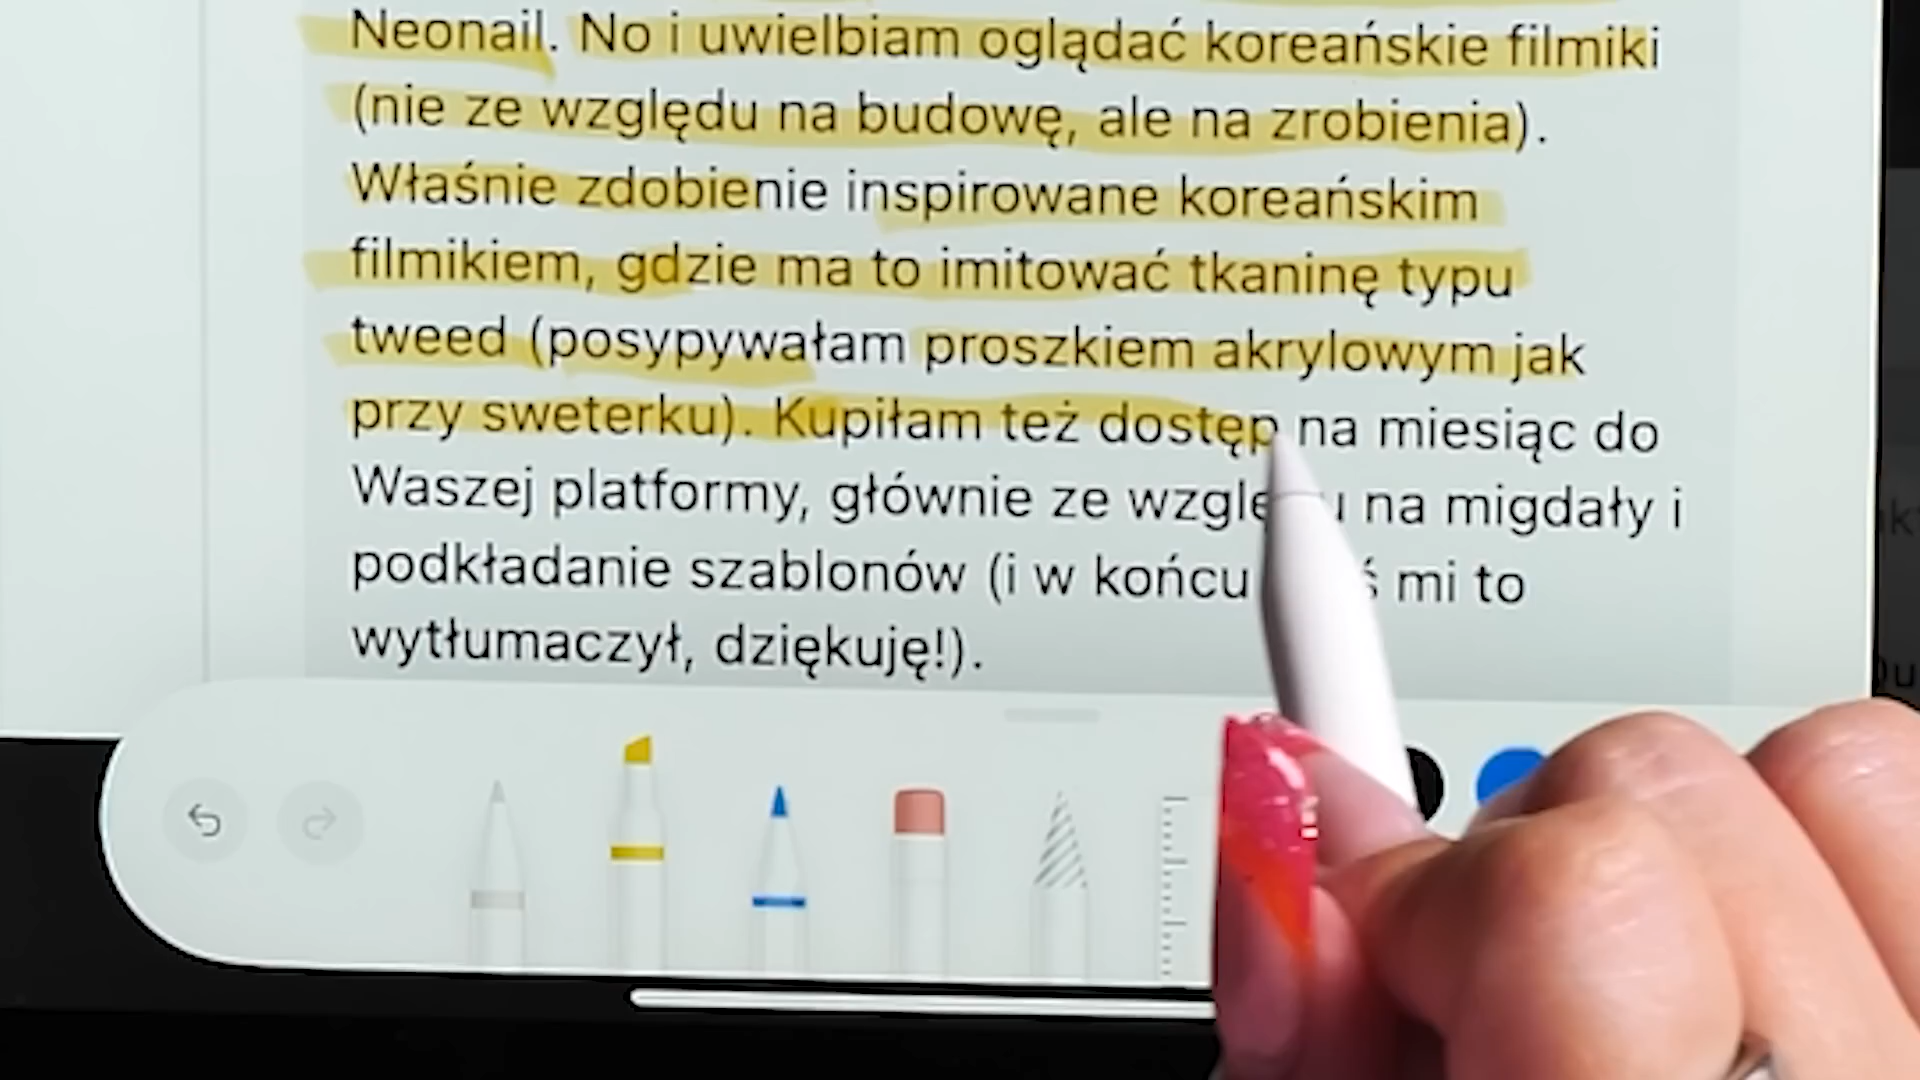 Neonail. No i uwielbiam oglądać koreańskie filmiki
(nie ze względu na budowę, ale na zrobienia).
Właśnie zdobienie inspirowane koreańskim
filmikiem, gdzie ma to imitować tkaninę typu
tweed (posypywałam proszkiem akrylowym jak
przy sweterku). Kupiłam też dostęp na miesiąc do
Waszej platformy, głównie ze na migdały i
podkładanie szablonów (i w końcu mi to
wytłumaczył, dziękuję!).